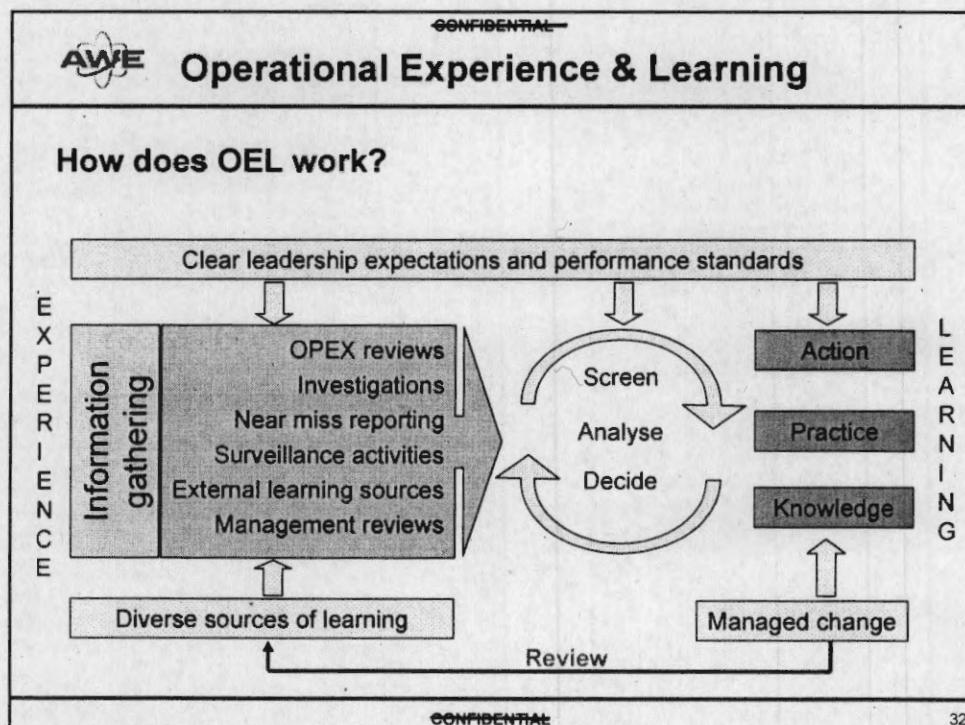 CONFIDENTIAL
AWE
Operational Experience & Learning
How does OEL work?
Clear leadership expectations and performance standards
EXPERIENCE
Information gathering
OPEX reviews
Investigations
Near miss reporting
Surveillance activities
External learning sources
Management reviews
Screen
Analyse
Decide
Action
Practice
Knowledge
LEARNING
Diverse sources of learning
Managed change
Review
CONFIDENTIAL
32